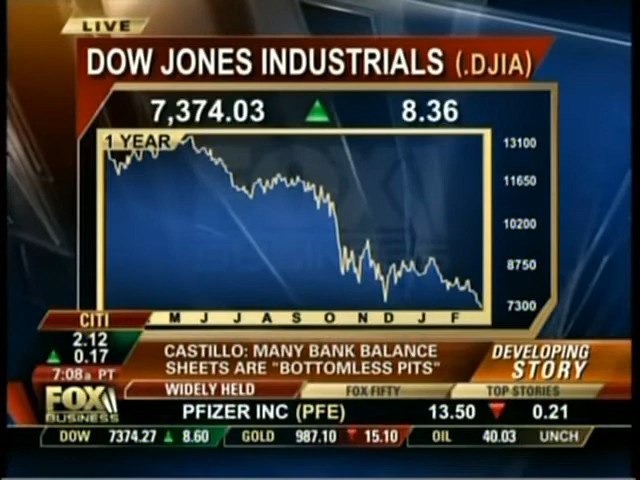 LIVE
DOW JONES INDUSTRIALS (.DJIA)
7,374.03 ▲ 8.36
1 YEAR
13100
11650
10200
8750
7300
FOX
BUSINESS
M J J A S O N D J F
CITI
2.12
▲ 0.17
7:08a PT
CASTILLO: MANY BANK BALANCE
SHEETS ARE "BOTTOMLESS PITS"
DEVELOPING
STORY
WIDELY HELD FOX FIFTY TOP STORIES
FOX
BUSINESS
PFIZER INC (PFE) 13.50 ▼ 0.21
DOW 7374.27 ▲ 8.60 GOLD 987.10 ▼ 15.10 OIL 40.03 UNCH